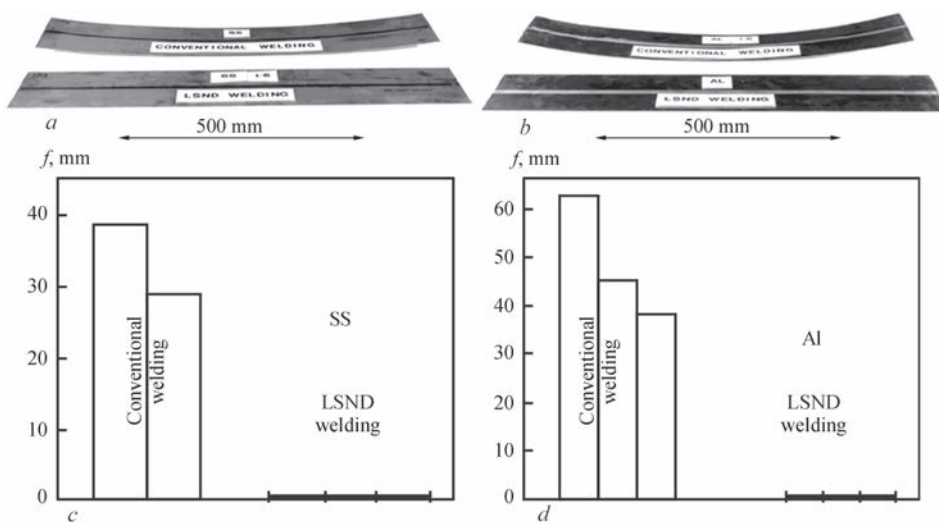 SS
CONVENTIONAL WELDING
SS 1:6
LSND WELDING
a
500 mm
AL 1:6
CONVENTIONAL WELDING
AL
LSND WELDING
b
500 mm
f, mm
40
30
20
10
0
Conventional
welding
SS
LSND
welding
c
f, mm
60
50
40
30
20
10
0
Conventional
welding
Al
LSND
welding
d